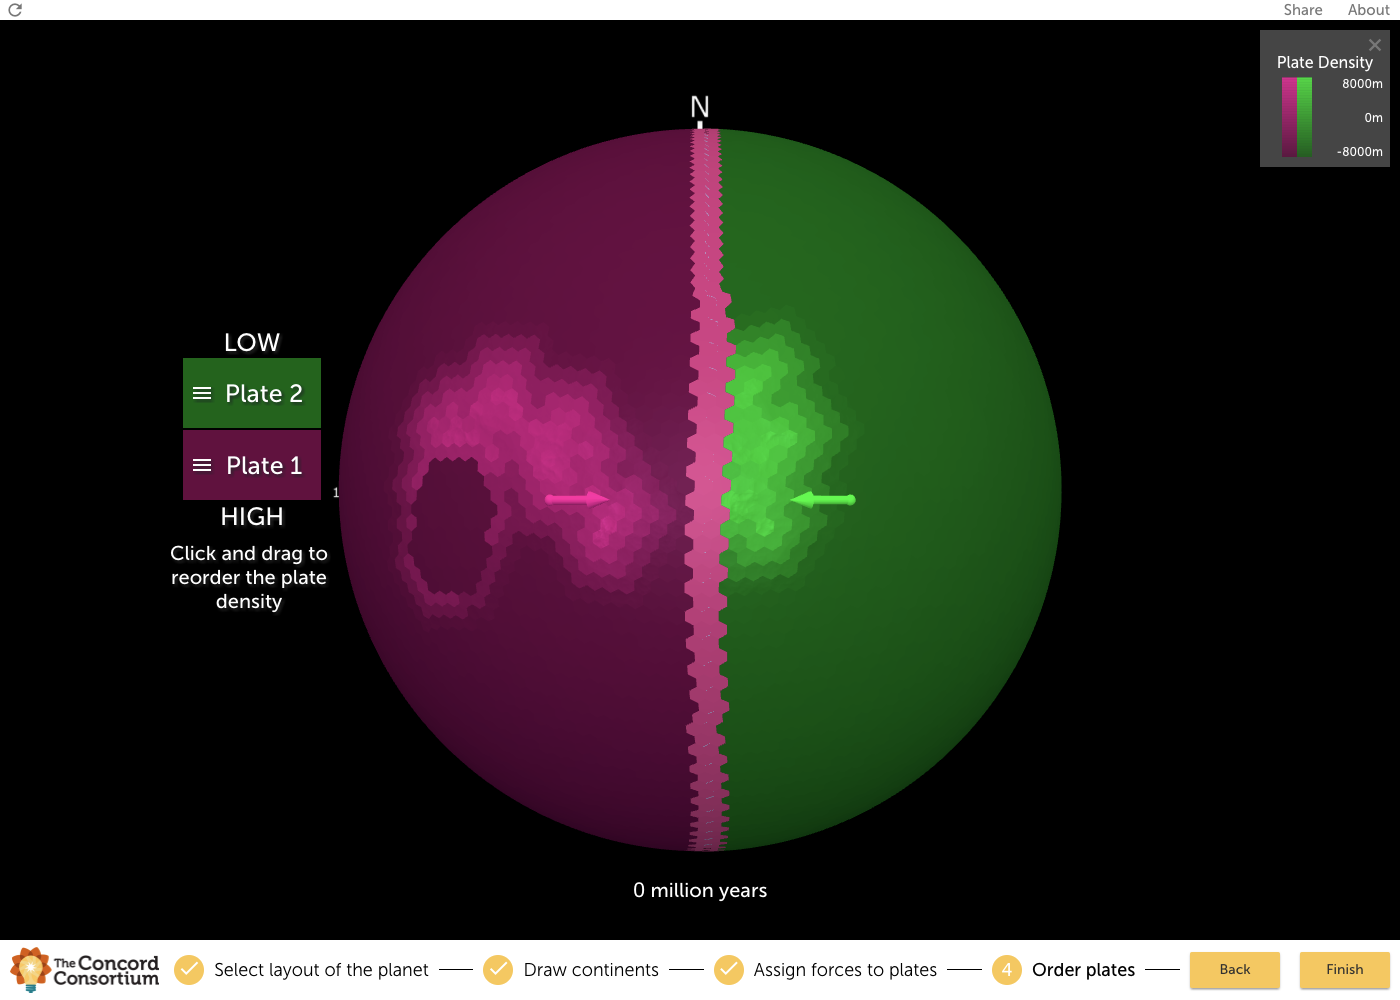 Share
About
Plate Density
8000m
0m
-8000m
N
LOW
Plate 2
Plate 1
1
HIGH
Click and drag to
reorder the plate
density
0 million years
The Concord
Consortium
Select layout of the planet
Draw continents
Assign forces to plates
4
Order plates
Back
Finish